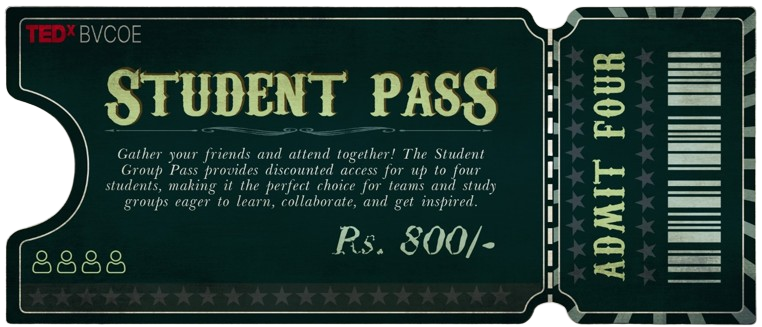 TEDx BVCOE
STUDENT PASS
Gather your friends and attend together! The Student
Group Pass provides discounted access for up to four
students, making it the perfect choice for teams and study
groups eager to learn, collaborate, and get inspired.
Rs. 800/-
ADMIT FOUR